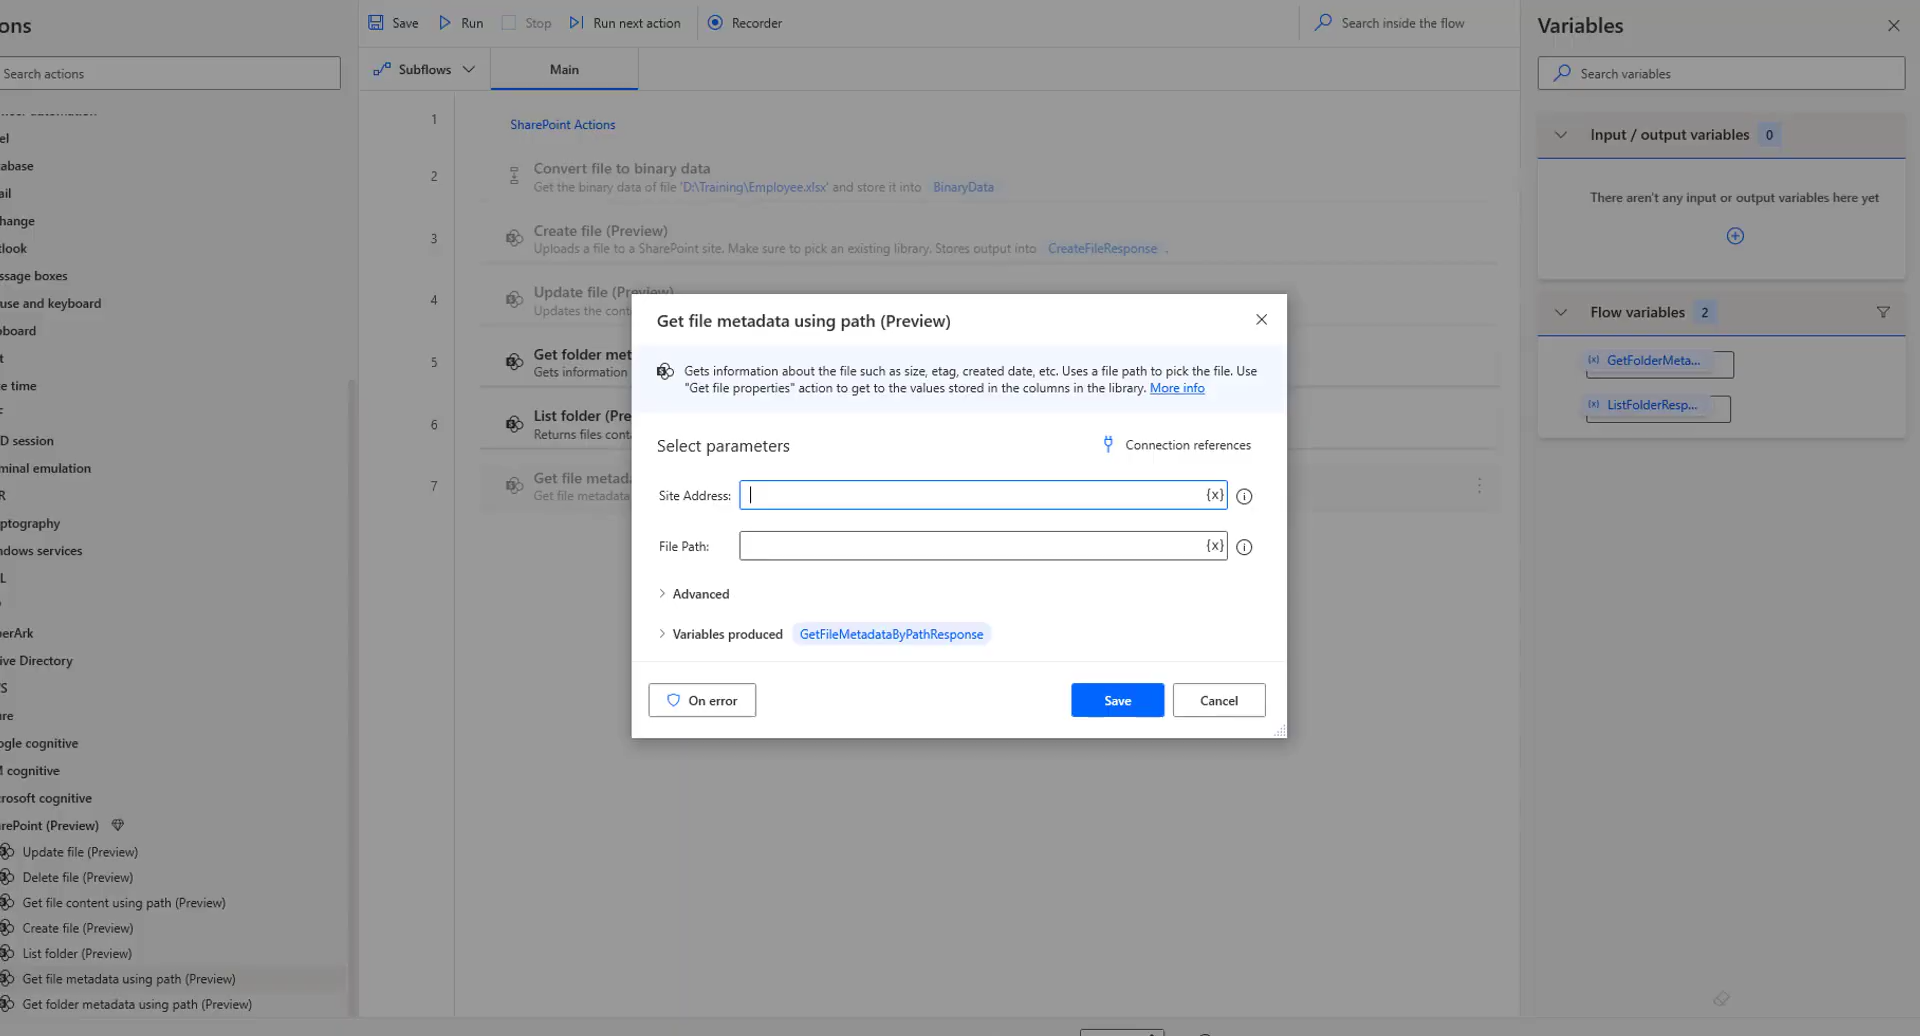 ons
Search actions
el
abase
ail
hange
tlook
ssage boxes
use and keyboard
pboard
t
te time
F
D session
minal emulation
R
yptography
ndows services
L
berArk
ive Directory
S
ure
ogle cognitive
M cognitive
rosoft cognitive
rePoint (Preview)
Update file (Preview)
Delete file (Preview)
Get file content using path (Preview)
Create file (Preview)
List folder (Preview)
Get file metadata using path (Preview)
Get folder metadata using path (Preview)
Save Run Stop Run next action Recorder Search inside the flow
Subflows Main
1 SharePoint Actions
2 Convert file to binary data
Get the binary data of file 'D:\Training\Employee.xlsx' and store it into BinaryData
3 Create file (Preview)
Uploads a file to a SharePoint site. Make sure to pick an existing library. Stores output into CreateFileResponse .
4 Update file (Preview)
Updates the cont
5 Get folder met
Gets information
6 List folder (Pre
Returns files conta
7 Get file metada
Get file metadata
Get file metadata using path (Preview)
Gets information about the file such as size, etag, created date, etc. Uses a file path to pick the file. Use
"Get file properties" action to get to the values stored in the columns in the library. More info
Select parameters Connection references
Site Address: {x}
File Path: {x}
Advanced
Variables produced GetFileMetadataByPathResponse
On error Save Cancel
Variables
Search variables
Input / output variables 0
There aren't any input or output variables here yet
Flow variables 2
{x} GetFolderMeta...
{x} ListFolderResp...